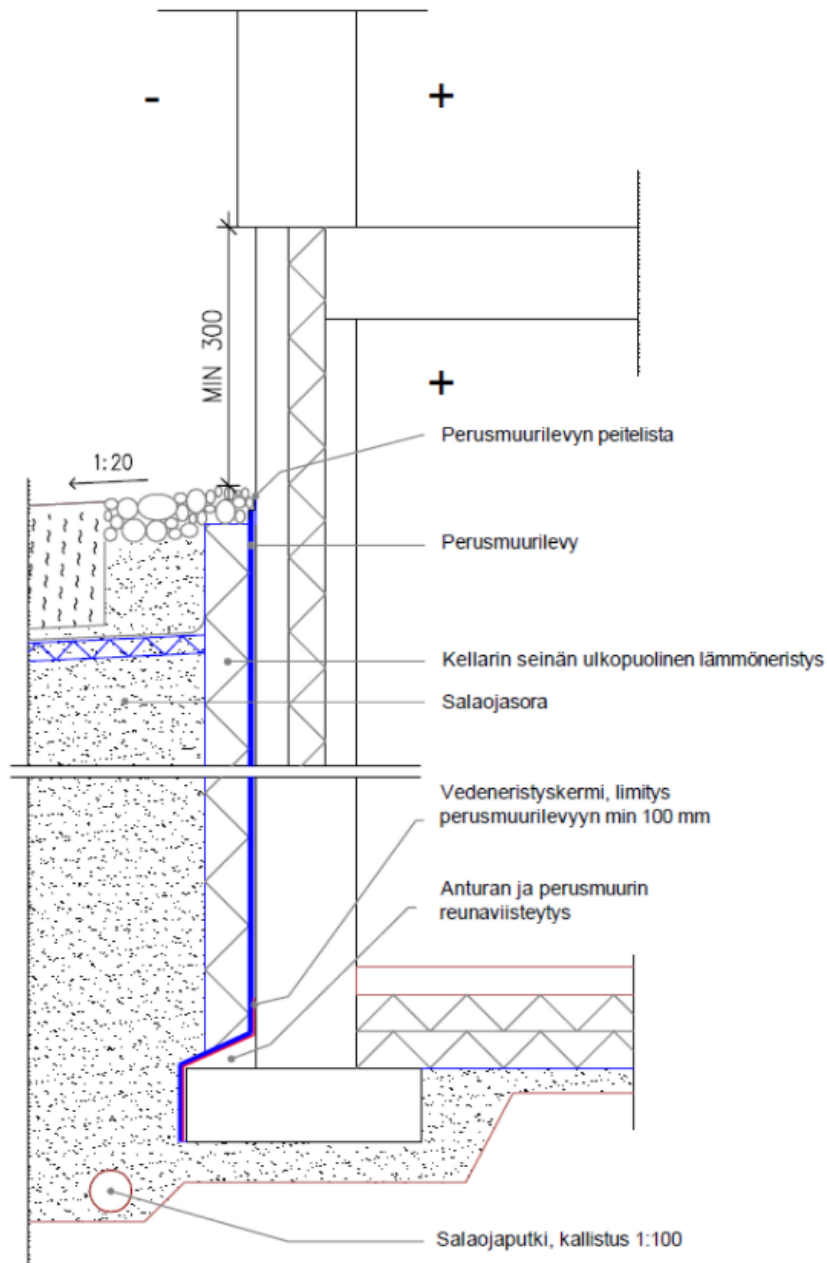 -
+
MIN 300
+
Perusmuurilevyn peitelista
1:20
Perusmuurilevy
Kellarin seinän ulkopuolinen lämmöneristys
Salaojasora
Vedeneristyskermi, limitys
perusmuurilevyyn min 100 mm
Anturan ja perusmuurin
reunaviisteytys
Salaojaputki, kallistus 1:100